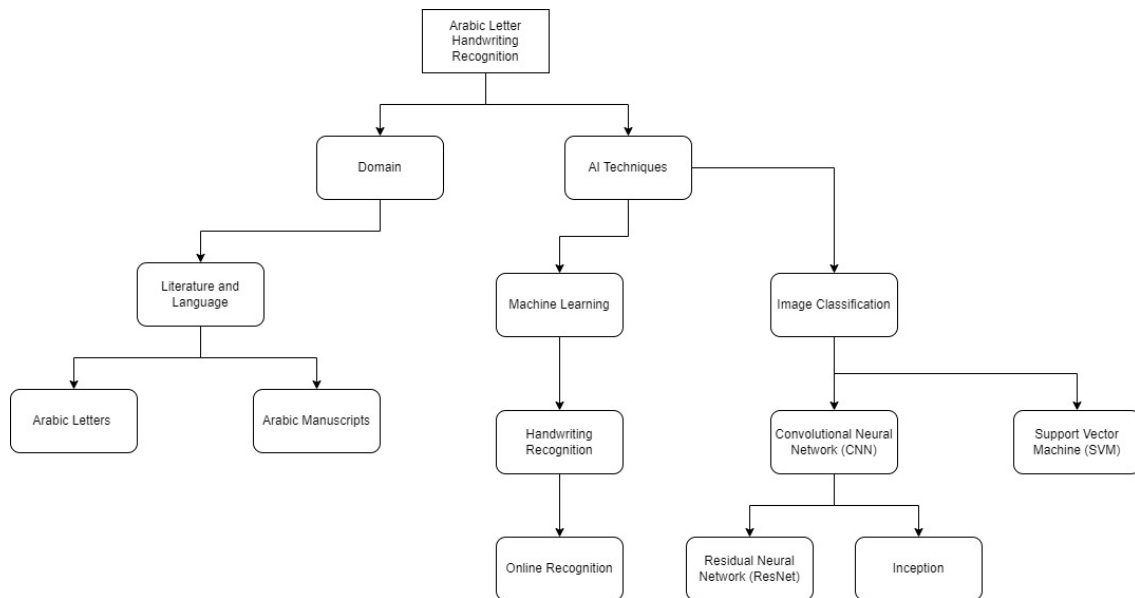 Arabic Letter
Handwriting
Recognition
Domain
AI Techniques
Literature and
Language
Machine Learning
Image Classification
Arabic Letters
Arabic Manuscripts
Handwriting
Recognition
Convolutional Neural
Network (CNN)
Support Vector
Machine (SVM)
Online Recognition
Residual Neural
Network (ResNet)
Inception